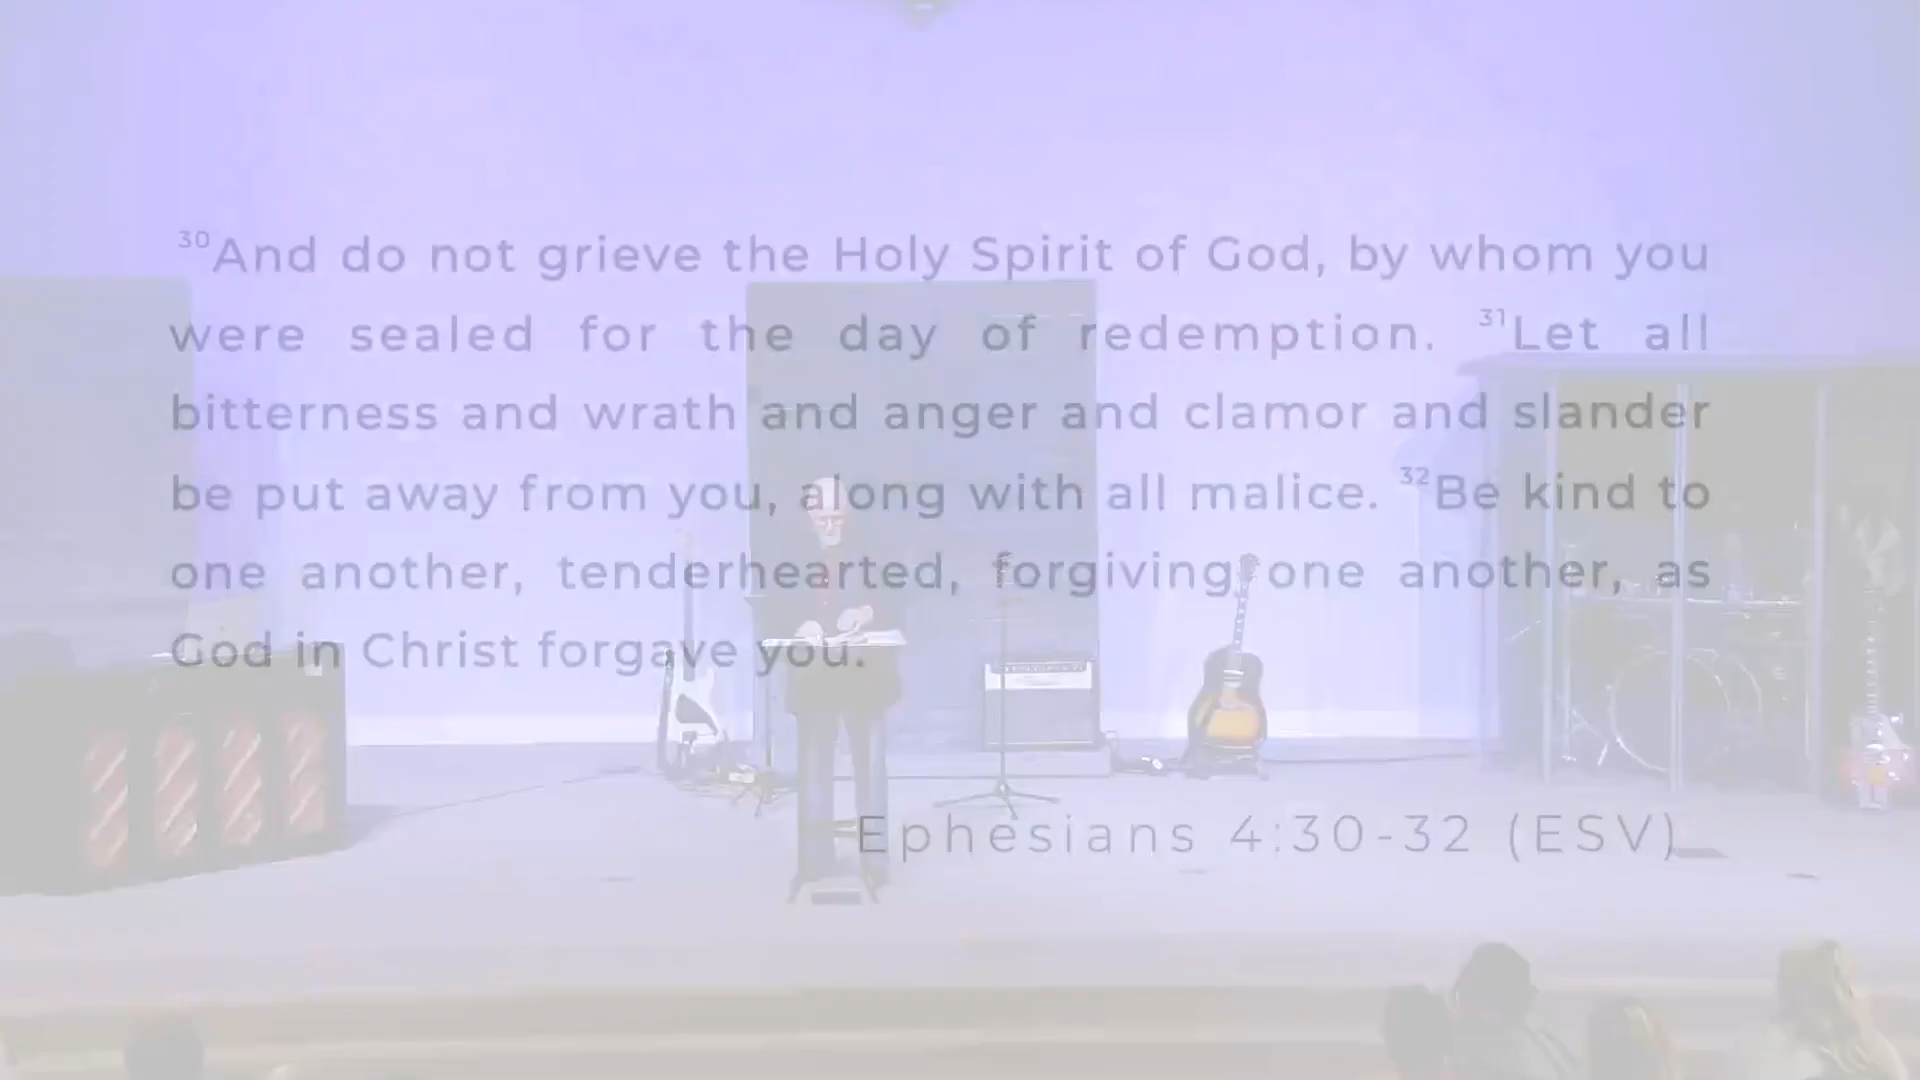 ³⁰And do not grieve the Holy Spirit of God, by whom you
were sealed for the day of redemption. ³¹Let all
bitterness and wrath and anger and clamor and slander
be put away from you, along with all malice. ³²Be kind to
one another, tenderhearted, forgiving one another, as
God in Christ forgave you.
Ephesians 4:30-32 (ESV)